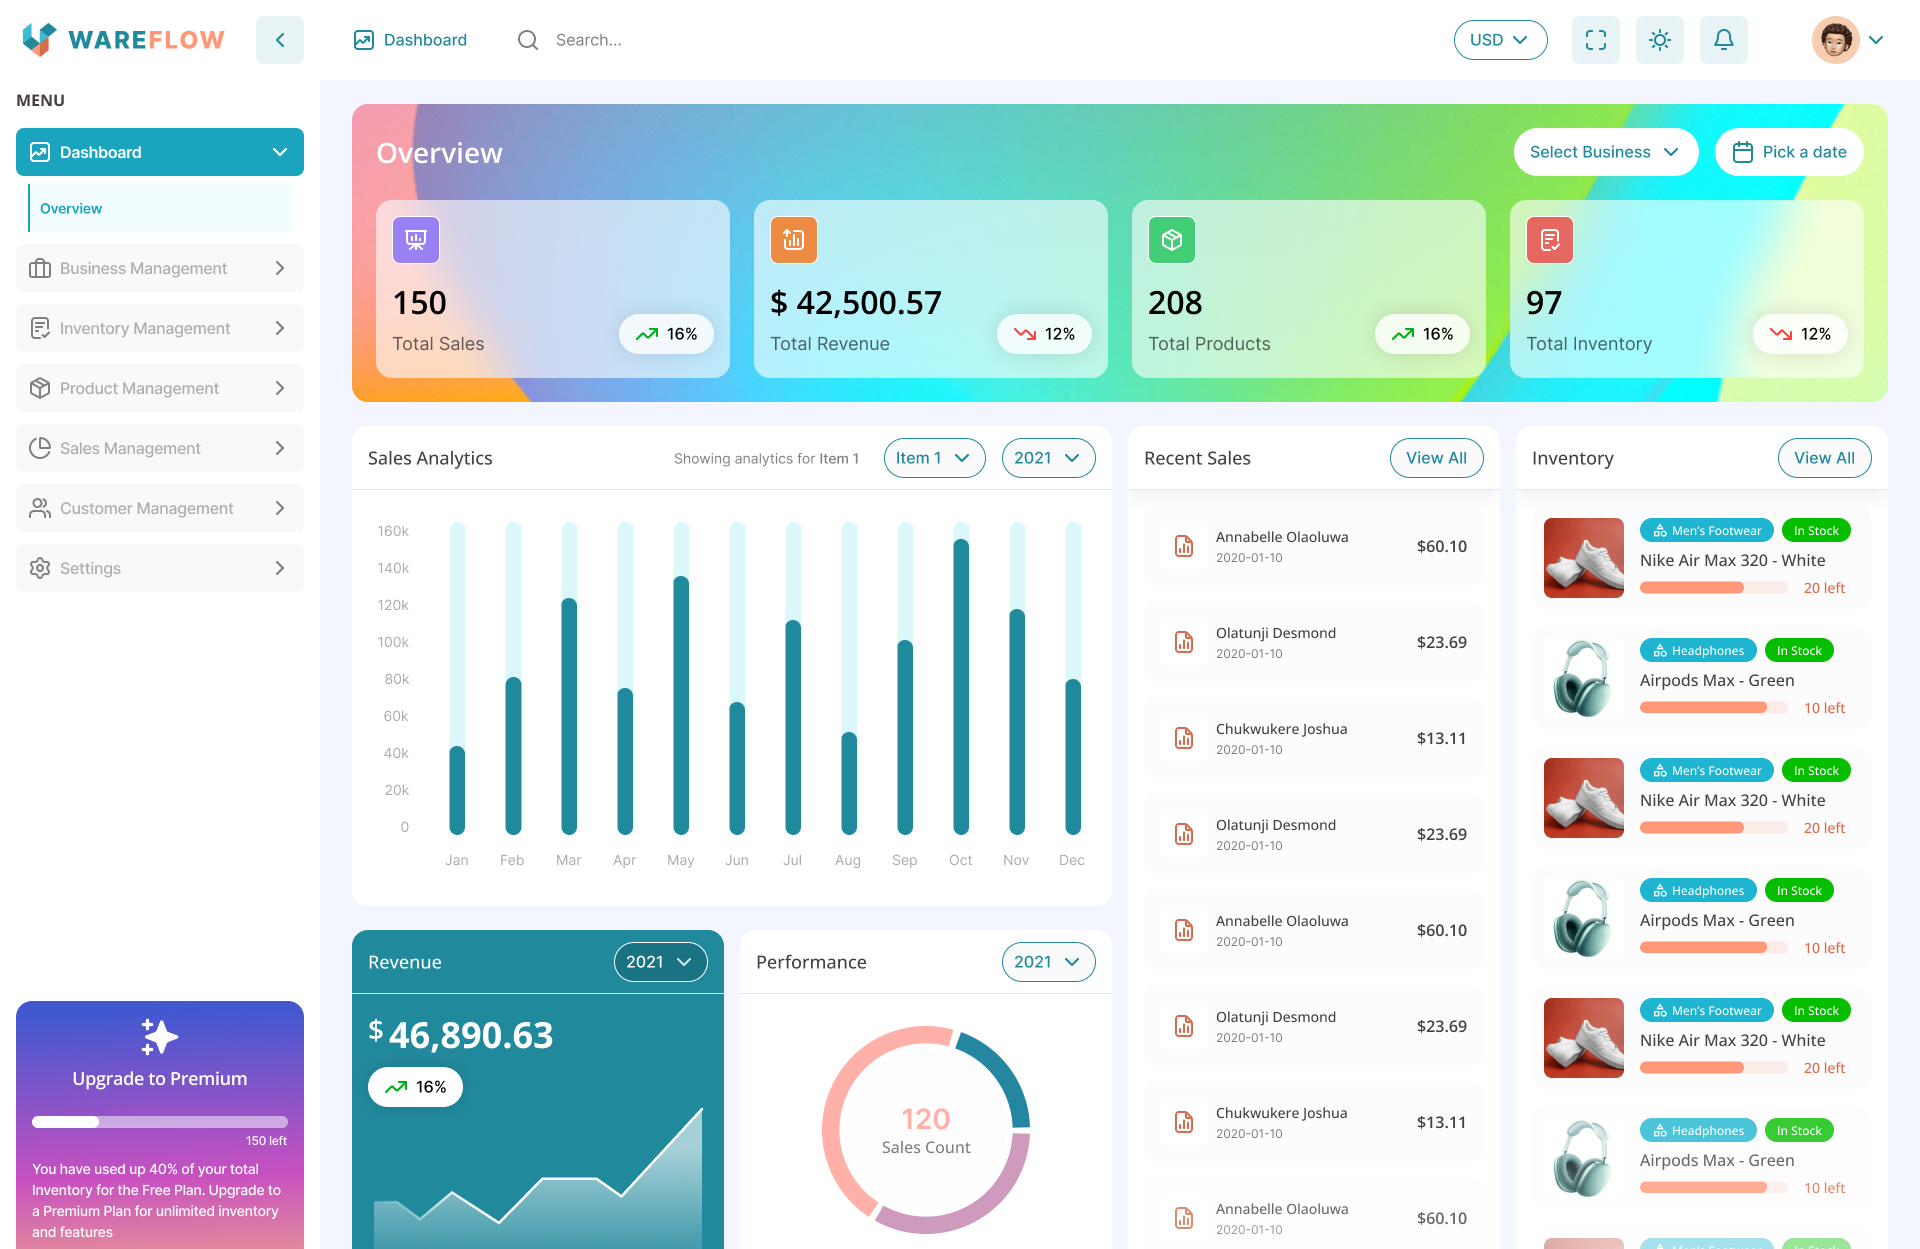 WAREFLOW
Dashboard
Search...
USD
MENU
Dashboard
Overview
Business Management
Inventory Management
Product Management
Sales Management
Customer Management
Settings
Upgrade to Premium
150 left
You have used up 40% of your total
Inventory for the Free Plan. Upgrade to
a Premium Plan for unlimited inventory
and features
Overview
Select Business
Pick a date
150
Total Sales
16%
$ 42,500.57
Total Revenue
12%
208
Total Products
16%
97
Total Inventory
12%
Sales Analytics
Showing analytics for Item 1
Item 1
2021
160k
140k
120k
100k
80k
60k
40k
20k
0
Jan Feb Mar Apr May Jun Jul Aug Sep Oct Nov Dec
Revenue
2021
$46,890.63
16%
Performance
2021
120
Sales Count
Recent Sales
View All
Annabelle Olaoluwa
2020-01-10
$60.10
Olatunji Desmond
2020-01-10
$23.69
Chukwukere Joshua
2020-01-10
$13.11
Olatunji Desmond
2020-01-10
$23.69
Annabelle Olaoluwa
2020-01-10
$60.10
Olatunji Desmond
2020-01-10
$23.69
Chukwukere Joshua
2020-01-10
$13.11
Annabelle Olaoluwa
2020-01-10
$60.10
Inventory
View All
Men's Footwear
In Stock
Nike Air Max 320 - White
20 left
Headphones
In Stock
Airpods Max - Green
10 left
Men's Footwear
In Stock
Nike Air Max 320 - White
20 left
Headphones
In Stock
Airpods Max - Green
10 left
Men's Footwear
In Stock
Nike Air Max 320 - White
20 left
Headphones
In Stock
Airpods Max - Green
10 left